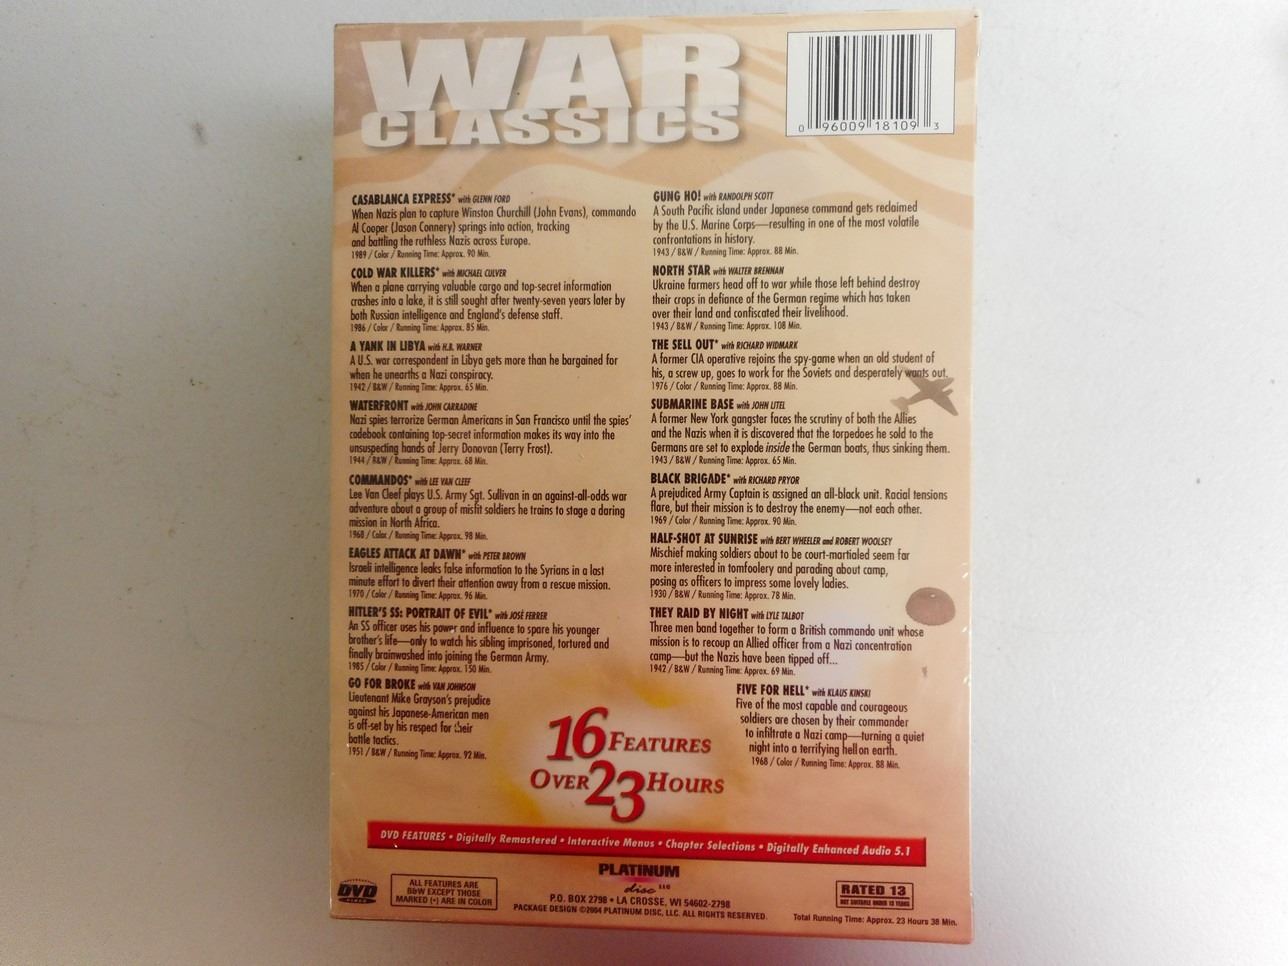 WAR
CLASSICS
0 96009 18109 3
CASABLANCA EXPRESS* with GLENN FORD
When Nazis plan to capture Winston Churchill (John Evans), commando
Al Cooper (Jason Connery) springs into action, tracking
and battling the ruthless Nazis across Europe.
1989 / Color / Running Time: Approx. 90 Min.
COLD WAR KILLERS* with MICHAEL CULVER
When a plane carrying valuable cargo and top-secret information
crashes into a lake, it is still sought after twenty-seven years later by
both Russian intelligence and England's defense staff.
1986 / Color / Running Time: Approx. 85 Min.
A YANK IN LIBYA with H.B. WARNER
A U.S. war correspondent in Libya gets more than he bargained for
when he unearths a Nazi conspiracy.
1942 / B&W / Running Time: Approx. 65 Min.
WATERFRONT with JOHN CARRADINE
Nazi spies terrorize German Americans in San Francisco until the spies'
codebook containing top-secret information makes its way into the
unsuspecting hands of Jerry Donovan (Terry Frost).
1944 / B&W / Running Time: Approx. 68 Min.
COMMANDOS* with LEE VAN CLEEF
Lee Van Cleef plays U.S. Army Sgt. Sullivan in an against-all-odds war
adventure about a group of misfit soldiers he trains to stage a daring
mission in North Africa.
1968 / Color / Running Time: Approx. 98 Min.
EAGLES ATTACK AT DAWN* with PETER BROWN
Israeli intelligence leaks false information to the Syrians in a last
minute effort to divert their attention away from a rescue mission.
1970 / Color / Running Time: Approx. 96 Min.
HITLER'S SS: PORTRAIT OF EVIL* with JOSÉ FERRER
An SS officer uses his power and influence to spare his younger
brother's life—only to watch his sibling imprisoned, tortured and
finally brainwashed into joining the German Army.
1985 / Color / Running Time: Approx. 150 Min.
GO FOR BROKE with VAN JOHNSON
Lieutenant Mike Grayson's prejudice
against his Japanese-American men
is off-set by his respect for their
battle tactics.
1951 / B&W / Running Time: Approx. 92 Min.
GUNG HO! with RANDOLPH SCOTT
A South Pacific island under Japanese command gets reclaimed
by the U.S. Marine Corps—resulting in one of the most volatile
confrontations in history.
1943 / B&W / Running Time: Approx. 88 Min.
NORTH STAR with WALTER BRENNAN
Ukraine farmers head off to war while those left behind destroy
their crops in defiance of the German regime which has taken
over their land and confiscated their livelihood.
1943 / B&W / Running Time: Approx. 108 Min.
THE SELL OUT* with RICHARD WIDMARK
A former CIA operative rejoins the spy-game when an old student of
his, a screw up, goes to work for the Soviets and desperately wants out.
1976 / Color / Running Time: Approx. 88 Min.
SUBMARINE BASE with JOHN LITEL
A former New York gangster faces the scrutiny of both the Allies
and the Nazis when it is discovered that the torpedoes he sold to the
Germans are set to explode inside the German boats, thus sinking them.
1943 / B&W / Running Time: Approx. 65 Min.
BLACK BRIGADE* with RICHARD PRYOR
A prejudiced Army Captain is assigned an all-black unit. Racial tensions
flare, but their mission is to destroy the enemy—not each other.
1969 / Color / Running Time: Approx. 90 Min.
HALF-SHOT AT SUNRISE with BERT WHEELER and ROBERT WOOLSEY
Mischief making soldiers about to be court-martialed seem far
more interested in tomfoolery and parading about camp,
posing as officers to impress some lovely ladies.
1930 / B&W / Running Time: Approx. 78 Min.
THEY RAID BY NIGHT with LYLE TALBOT
Three men band together to form a British commando unit whose
mission is to recoup an Allied officer from a Nazi concentration
camp—but the Nazis have been tipped off...
1942 / B&W / Running Time: Approx. 69 Min.
FIVE FOR HELL* with KLAUS KINSKI
Five of the most capable and courageous
soldiers are chosen by their commander
to infiltrate a Nazi camp—turning a quiet
night into a terrifying hell on earth.
1968 / Color / Running Time: Approx. 88 Min.
16 FEATURES
OVER 23 HOURS
DVD FEATURES • Digitally Remastered • Interactive Menus • Chapter Selections • Digitally Enhanced Audio 5.1
DVD
VIDEO
ALL FEATURES ARE
B&W EXCEPT THOSE
MARKED (*) ARE IN COLOR
PLATINUM
disc LLC
P.O. BOX 2798 • LA CROSSE, WI 54602-2798
PACKAGE DESIGN ©2004 PLATINUM DISC, LLC. ALL RIGHTS RESERVED.
RATED 13
NOT SUITABLE UNDER 13 YEARS
Total Running Time: Approx. 23 Hours 38 Min.